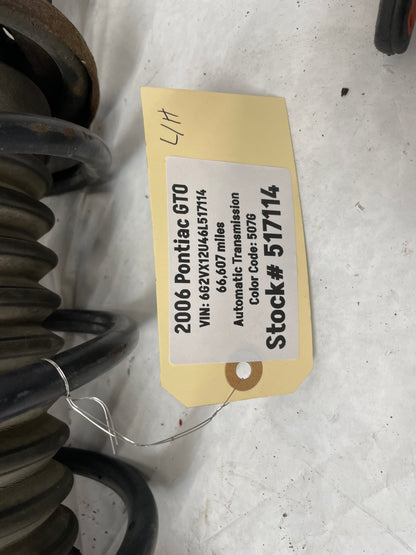 L/H
2006 Pontiac GTO
VIN: 6G2VX12U46L517114
66,607 miles
Automatic Transmission
Color Code: 507G
Stock# 517114